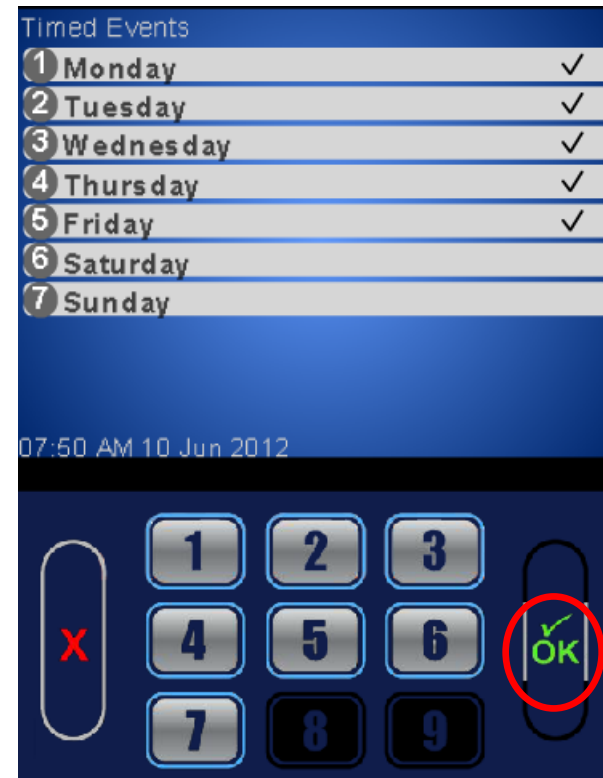 Timed Events
1 Monday ✓
2 Tuesday ✓
3 Wednesday ✓
4 Thursday ✓
5 Friday ✓
6 Saturday
7 Sunday
07:50 AM 10 Jun 2012
1 2 3
X 4 5 6 ✓OK
7 8 9